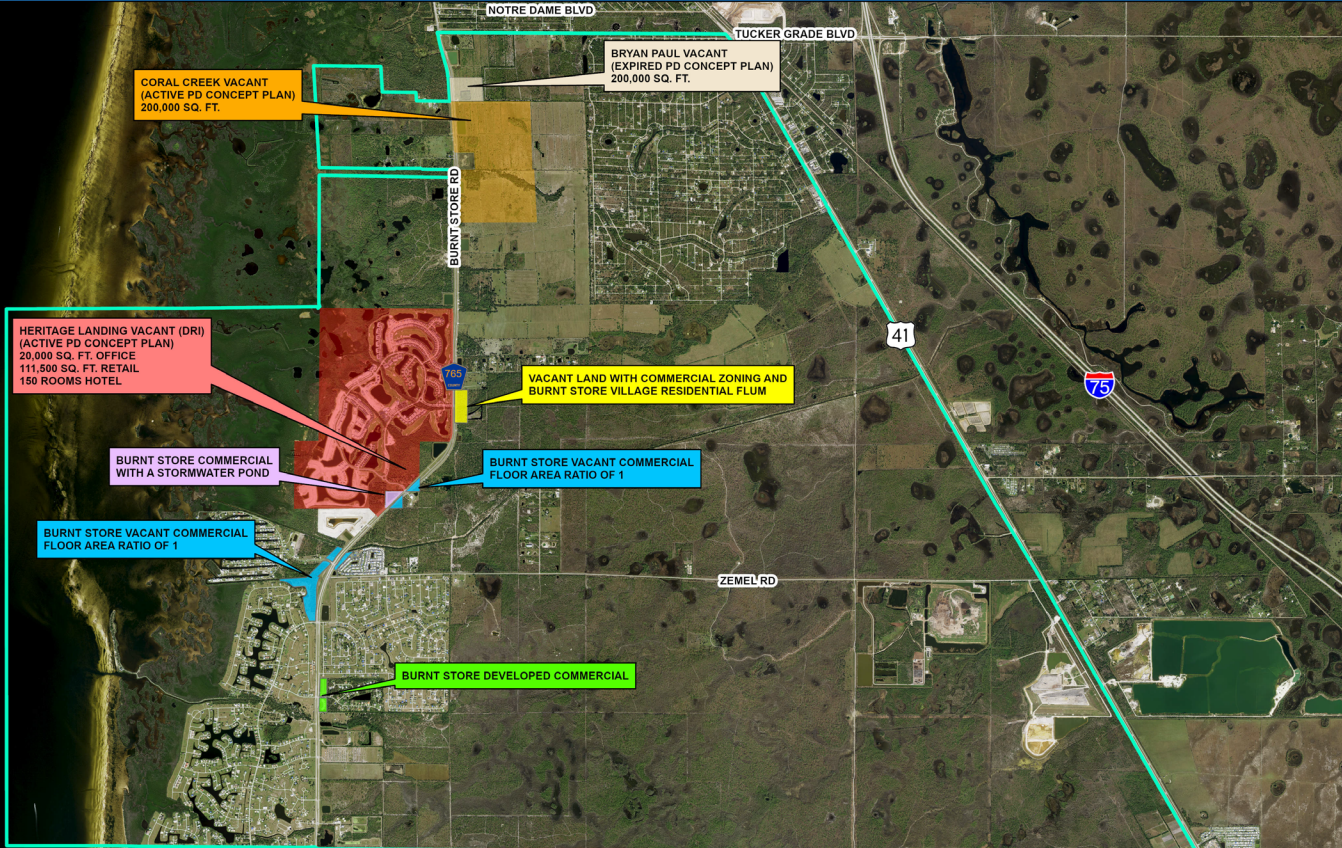 NOTRE DAME BLVD
TUCKER GRADE BLVD
BRYAN PAUL VACANT
(EXPIRED PD CONCEPT PLAN)
200,000 SQ. FT.
CORAL CREEK VACANT
(ACTIVE PD CONCEPT PLAN)
200,000 SQ. FT.
BURNT STORE RD
HERITAGE LANDING VACANT (DRI)
(ACTIVE PD CONCEPT PLAN)
20,000 SQ. FT. OFFICE
111,500 SQ. FT. RETAIL
150 ROOMS HOTEL
41
75
765
VACANT LAND WITH COMMERCIAL ZONING AND
BURNT STORE VILLAGE RESIDENTIAL FLUM
BURNT STORE COMMERCIAL
WITH A STORMWATER POND
BURNT STORE VACANT COMMERCIAL
FLOOR AREA RATIO OF 1
BURNT STORE VACANT COMMERCIAL
FLOOR AREA RATIO OF 1
ZEMEL RD
BURNT STORE DEVELOPED COMMERCIAL